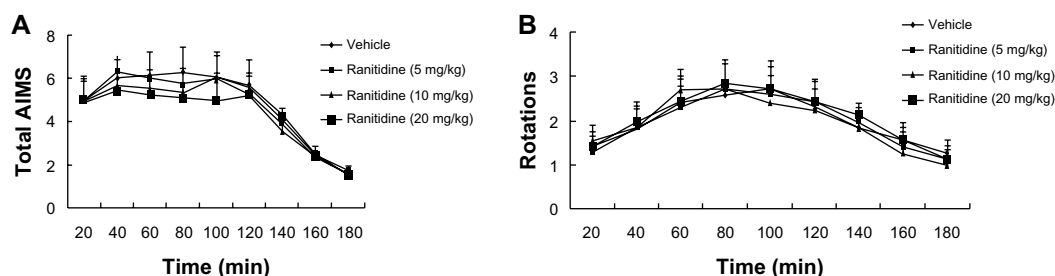 A
Total AIMS
8
6
4
2
0
20 40 60 80 100 120 140 160 180
Time (min)
Vehicle
Ranitidine (5 mg/kg)
Ranitidine (10 mg/kg)
Ranitidine (20 mg/kg)
B
Rotations
4
3
2
1
0
20 40 60 80 100 120 140 160 180
Time (min)
Vehicle
Ranitidine (5 mg/kg)
Ranitidine (10 mg/kg)
Ranitidine (20 mg/kg)